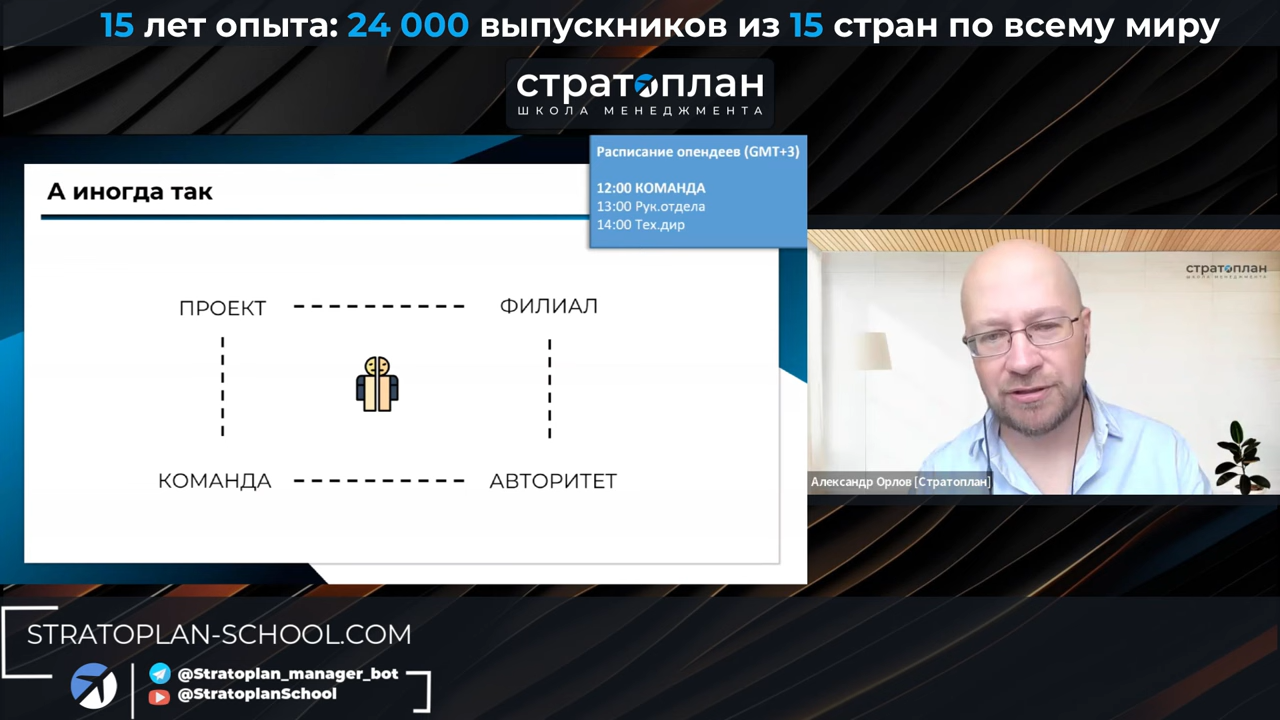 15 лет опыта: 24 000 выпускников из 15 стран по всему миру
стратоплан
ШКОЛА МЕНЕДЖМЕНТА
Расписание опендеев (GMT+3)
12:00 КОМАНДА
13:00 Рук.отдела
14:00 Тех.дир
А иногда так
ПРОЕКТ
ФИЛИАЛ
КОМАНДА
АВТОРИТЕТ
стратоплан
Александр Орлов [Стратоплан]
STRATOPLAN-SCHOOL.COM
@Stratoplan_manager_bot
@StratoplanSchool